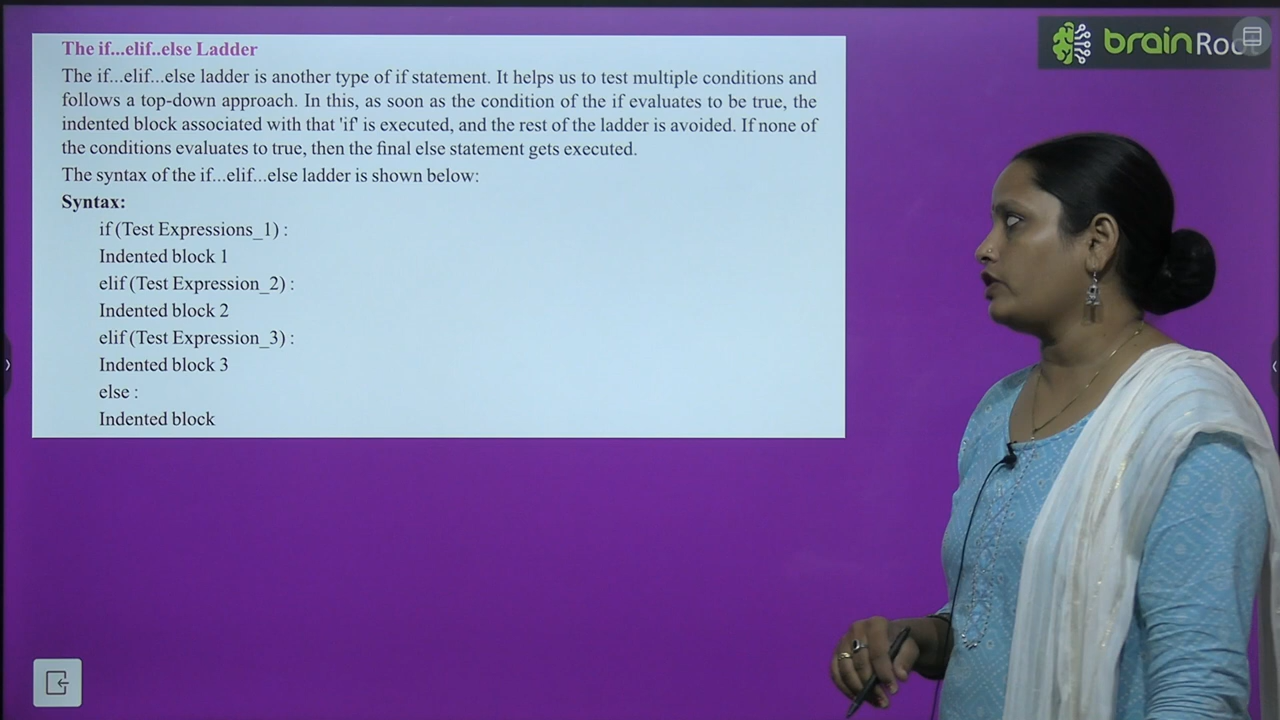 The if...elif..else Ladder
The if...elif...else ladder is another type of if statement. It helps us to test multiple conditions and
follows a top-down approach. In this, as soon as the condition of the if evaluates to be true, the
indented block associated with that 'if' is executed, and the rest of the ladder is avoided. If none of
the conditions evaluates to true, then the final else statement gets executed.
The syntax of the if...elif...else ladder is shown below:
Syntax:
if (Test Expressions_1) :
Indented block 1
elif (Test Expression_2) :
Indented block 2
elif (Test Expression_3) :
Indented block 3
else :
Indented block